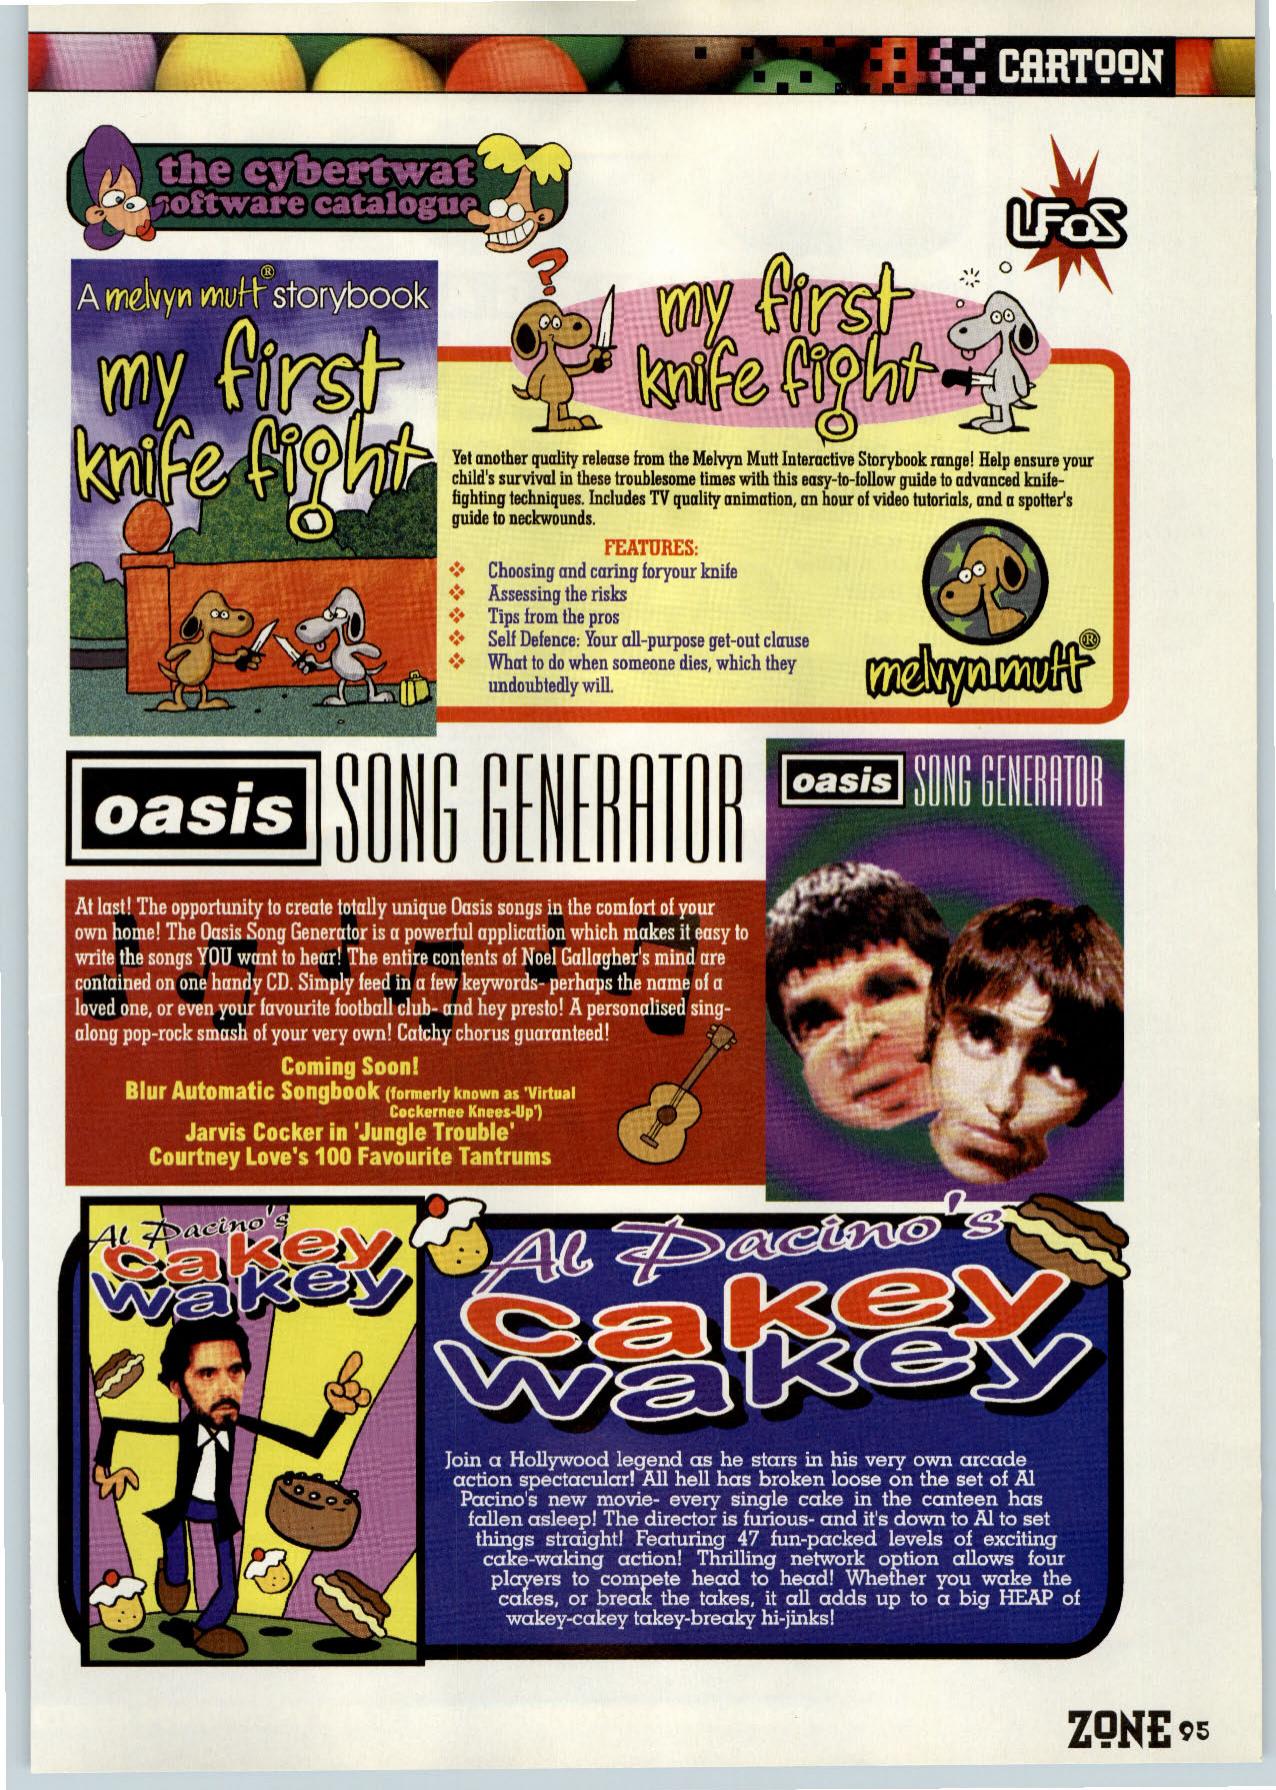 CARTOON
the cybertwat
software catalogue
LFoS
A melvyn mutt® storybook
my first
knife fight
?
my first
knife fight
Yet another quality release from the Melvyn Mutt Interactive Storybook range! Help ensure your
child's survival in these troublesome times with this easy-to-follow guide to advanced knife-
fighting techniques. Includes TV quality animation, an hour of video tutorials, and a spotter's
guide to neckwounds.
FEATURES:
❖ Choosing and caring foryour knife
❖ Assessing the risks
❖ Tips from the pros
❖ Self Defence: Your all-purpose get-out clause
❖ What to do when someone dies, which they
undoubtedly will.
melvyn mutt®
oasis SONG GENERATOR
oasis SONG GENERATOR
At last! The opportunity to create totally unique Oasis songs in the comfort of your
own home! The Oasis Song Generator is a powerful application which makes it easy to
write the songs YOU want to hear! The entire contents of Noel Gallagher's mind are
contained on one handy CD. Simply feed in a few keywords- perhaps the name of a
loved one, or even your favourite football club- and hey presto! A personalised sing-
along pop-rock smash of your very own! Catchy chorus guaranteed!
Coming Soon!
Blur Automatic Songbook (formerly known as 'Virtual
Cockernee Knees-Up')
Jarvis Cocker in 'Jungle Trouble'
Courtney Love's 100 Favourite Tantrums
Al Pacino's
cakey
wakey
Al Pacino's
cakey
wakey
Join a Hollywood legend as he stars in his very own arcade
action spectacular! All hell has broken loose on the set of Al
Pacino's new movie- every single cake in the canteen has
fallen asleep! The director is furious- and it's down to Al to set
things straight! Featuring 47 fun-packed levels of exciting
cake-waking action! Thrilling network option allows four
players to compete head to head! Whether you wake the
cakes, or break the takes, it all adds up to a big HEAP of
wakey-cakey takey-breaky hi-jinks!
ZONE 95